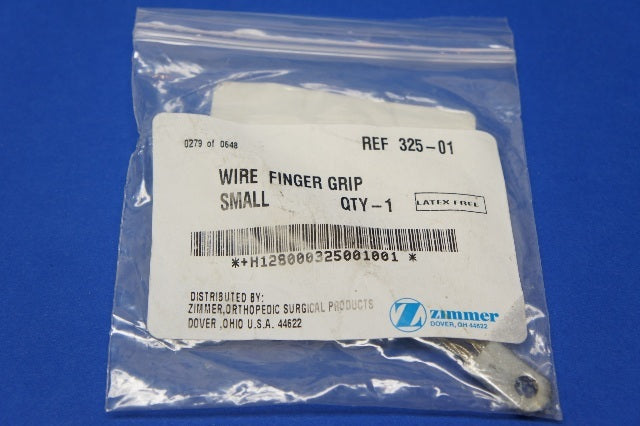 0279 of 0648
REF 325-01
WIRE FINGER GRIP
SMALL QTY-1 LATEX FREE
*+H128000325001001 *
DISTRIBUTED BY:
ZIMMER,ORTHOPEDIC SURGICAL PRODUCTS
DOVER ,OHIO U.S.A. 44622
Z zimmer
DOVER, OH 44622